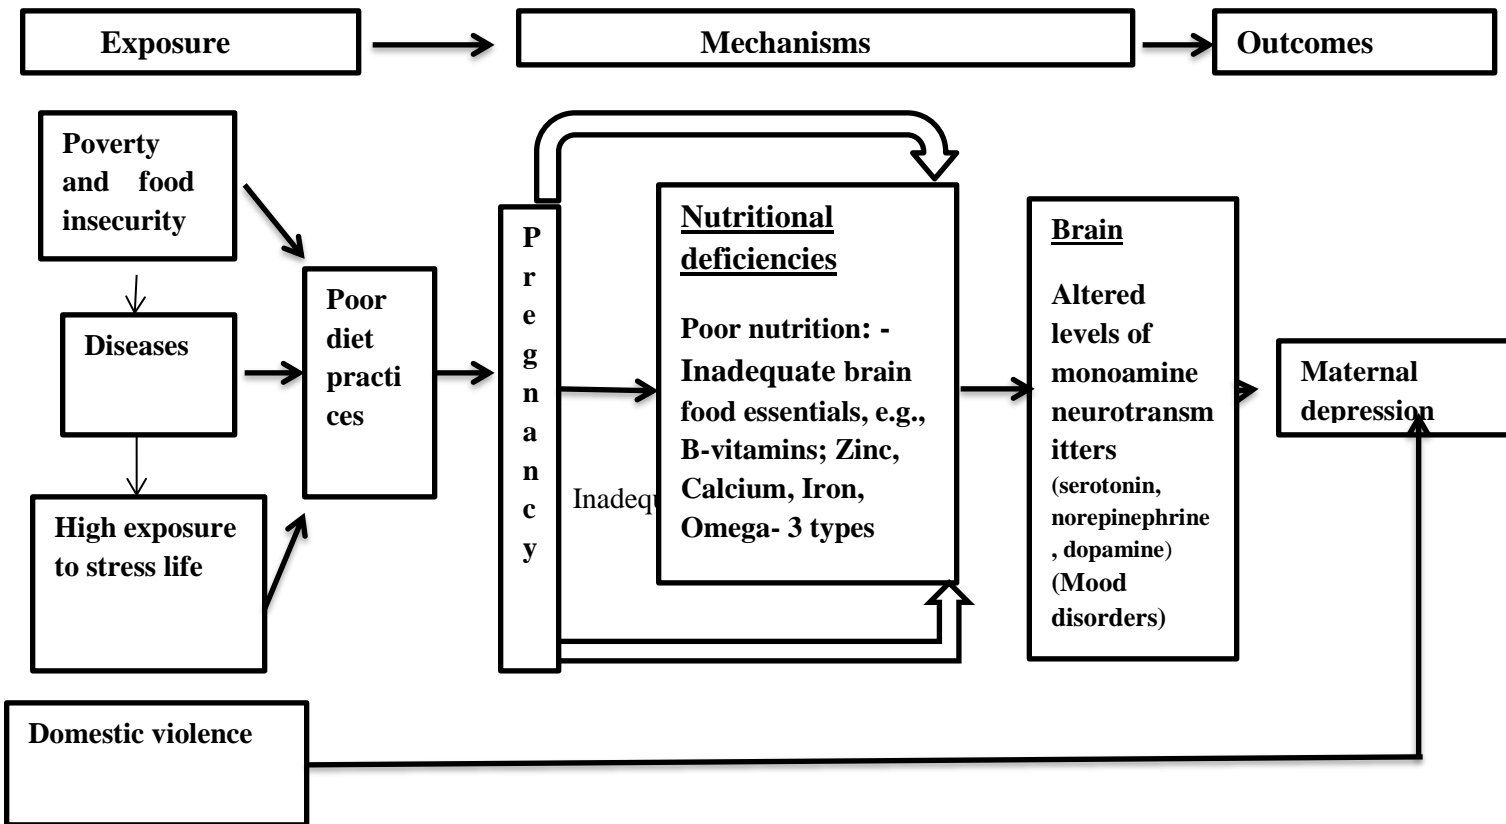 Exposure
Mechanisms
Outcomes
Poverty
and food
insecurity
Diseases
High exposure
to stress life
Domestic violence
Poor
diet
practi
ces
P
r
e
g
n
a
n
c
y
Inadequ
Nutritional
deficiencies
Poor nutrition: -
Inadequate brain
food essentials, e.g.,
B-vitamins; Zinc,
Calcium, Iron,
Omega- 3 types
Brain
Altered
levels of
monoamine
neurotransm
itters
(serotonin,
norepinephrine
, dopamine)
(Mood
disorders)
Maternal
depression